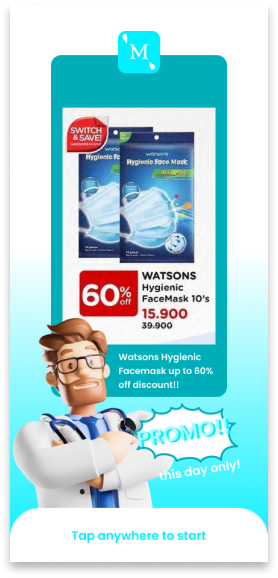 M
SWITCH
& SAVE!
watsons
Hygienic Face Mask
watsons
Hygienic Face Mask
60%
off
WATSONS
Hygienic
FaceMask 10's
15.900
39.900
Watsons Hygienic
Facemask up to 60%
off discount!!
PROMO!!
this day only!
Tap anywhere to start